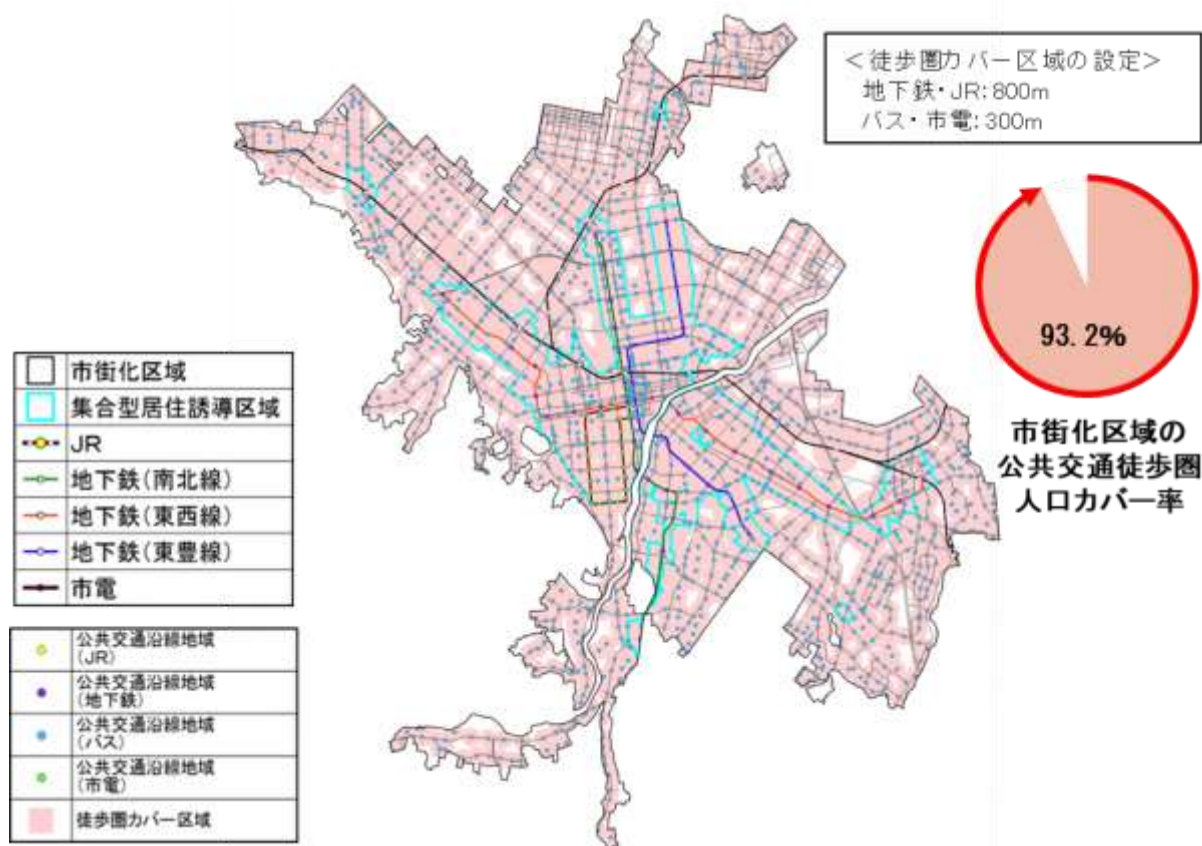 ＜徒歩圏カバー区域の設定＞
地下鉄・JR：800m
バス・市電：300m
93.2%
市街化区域の
公共交通徒歩圏
人口カバー率
市街化区域
集合型居住誘導区域
JR
地下鉄(南北線)
地下鉄(東西線)
地下鉄(東豊線)
市電
公共交通沿線地域
(JR)
公共交通沿線地域
(地下鉄)
公共交通沿線地域
(バス)
公共交通沿線地域
(市電)
徒歩圏カバー区域